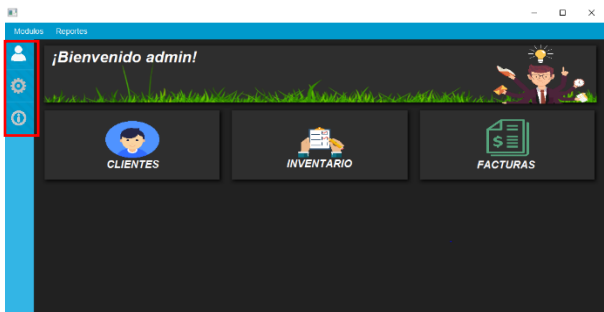 Modulos Reportes
¡Bienvenido admin!
CLIENTES INVENTARIO FACTURAS